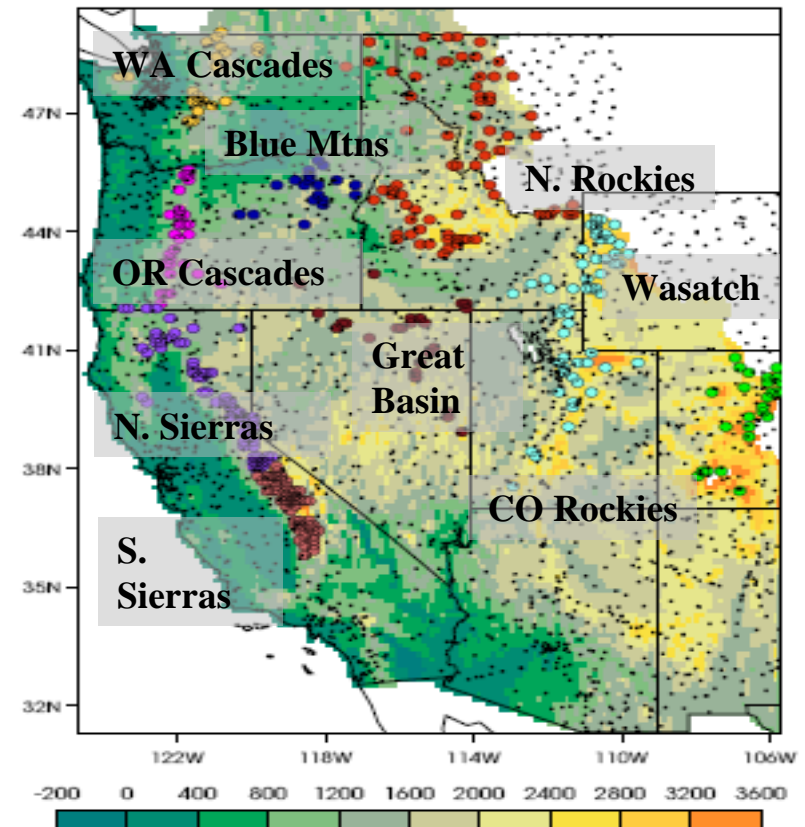 WA Cascades
47N
Blue Mtns
N. Rockies
44N
OR Cascades
Wasatch
41N
Great
Basin
N. Sierras
38N
CO Rockies
S.
Sierras
35N
32N
122W 118W 114W 110W 106W
-200 0 400 800 1200 1600 2000 2400 2800 3200 3600